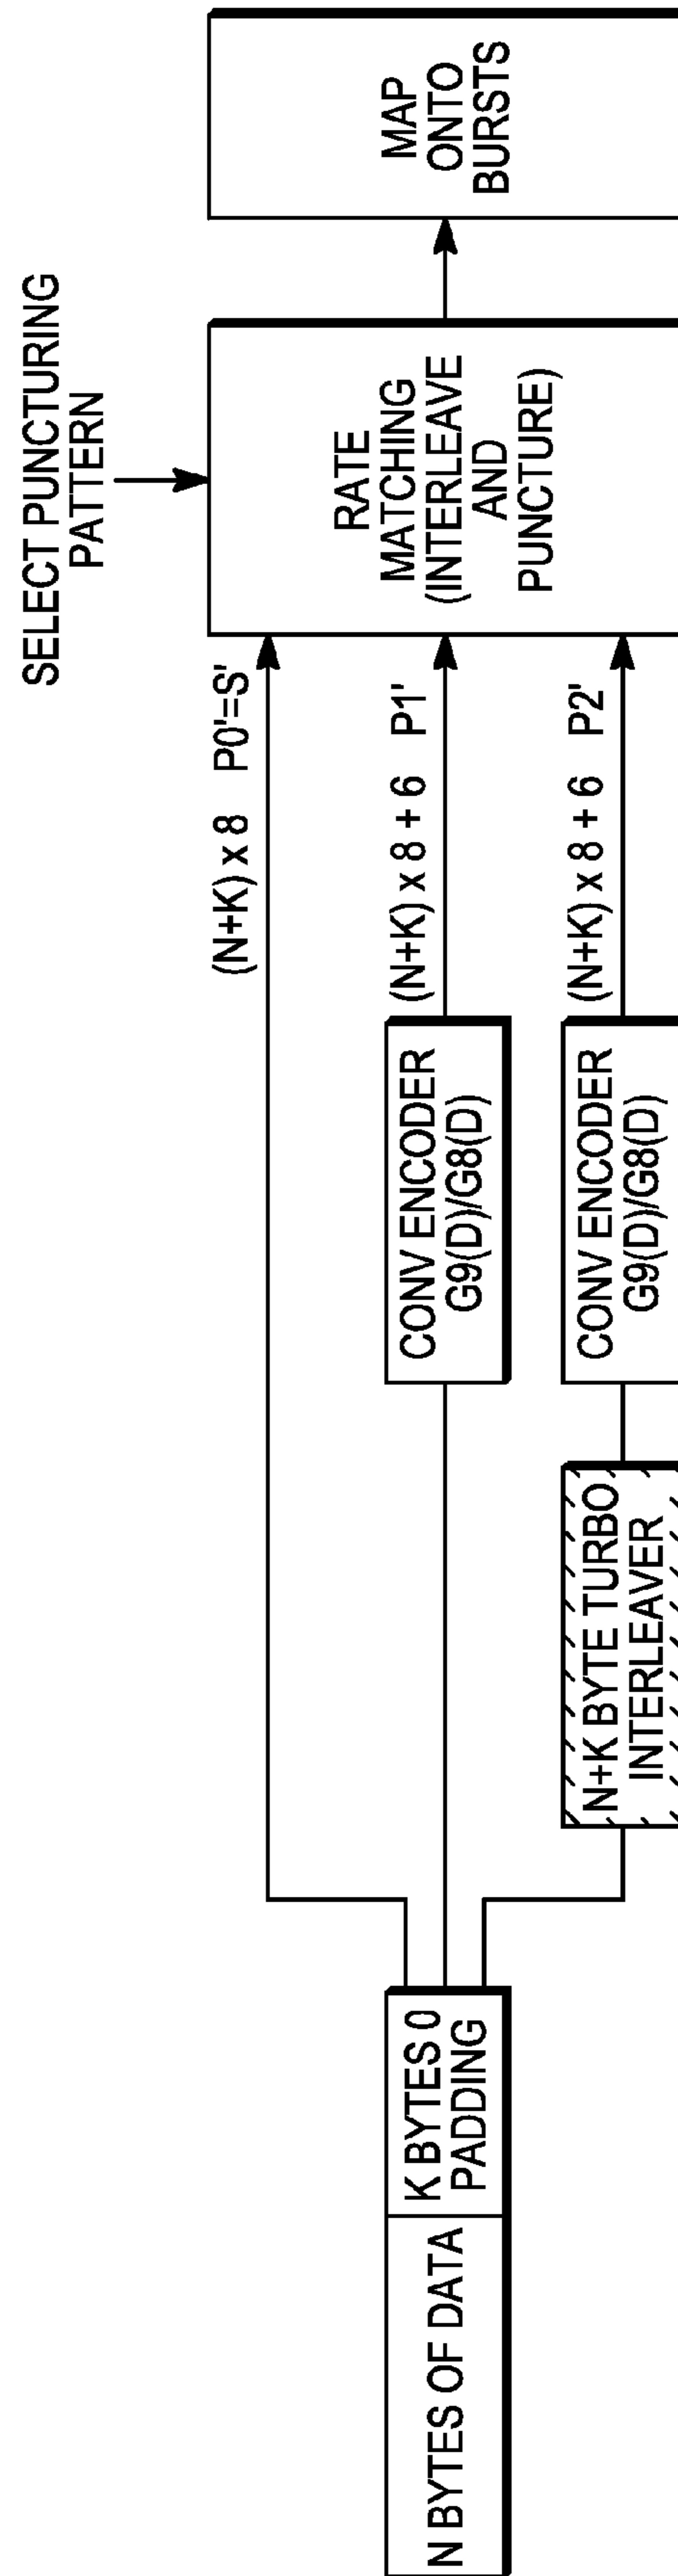 N BYTES OF DATA
K BYTES 0
PADDING
(N+K) x 8 P0'=S'
CONV ENCODER
G9(D)/G8(D)
(N+K) x 8 + 6 P1'
N+K BYTE TURBO
INTERLEAVER
CONV ENCODER
G9(D)/G8(D)
(N+K) x 8 + 6 P2'
SELECT PUNCTURING
PATTERN
RATE
MATCHING
(INTERLEAVE
AND
PUNCTURE)
MAP
ONTO
BURSTS